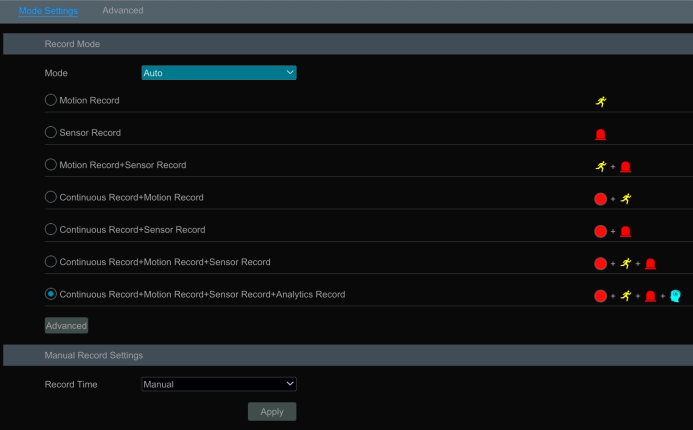 Mode Settings Advanced
Record Mode
Mode Auto
Motion Record
Sensor Record
Motion Record+Sensor Record
Continuous Record+Motion Record
Continuous Record+Sensor Record
Continuous Record+Motion Record+Sensor Record
Continuous Record+Motion Record+Sensor Record+Analytics Record
Advanced
Manual Record Settings
Record Time Manual
Apply